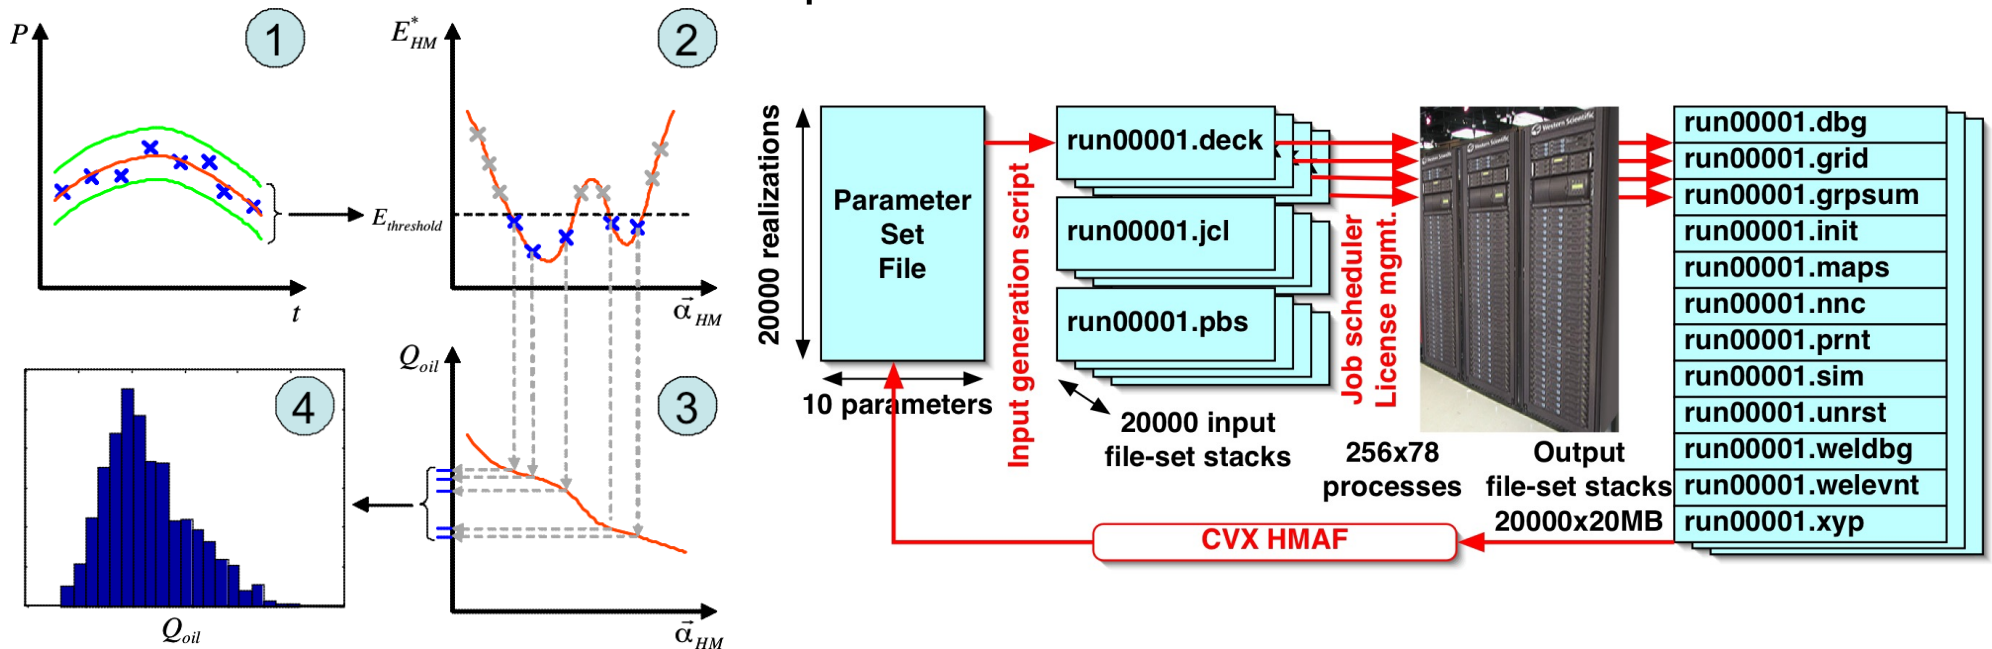 P
1
t
E*HM
2
Ethreshold
α⃗HM
Qoil
3
α⃗HM
4
Qoil
20000 realizations
Parameter
Set
File
10 parameters
Input generation script
run00001.deck
run00001.jcl
run00001.pbs
20000 input
file-set stacks
Job scheduler
License mgmt.
Western Scientific
256x78
processes
Output
file-set stacks
20000x20MB
run00001.dbg
run00001.grid
run00001.grpsum
run00001.init
run00001.maps
run00001.nnc
run00001.prnt
run00001.sim
run00001.unrst
run00001.weldbg
run00001.welevnt
run00001.xyp
CVX HMAF